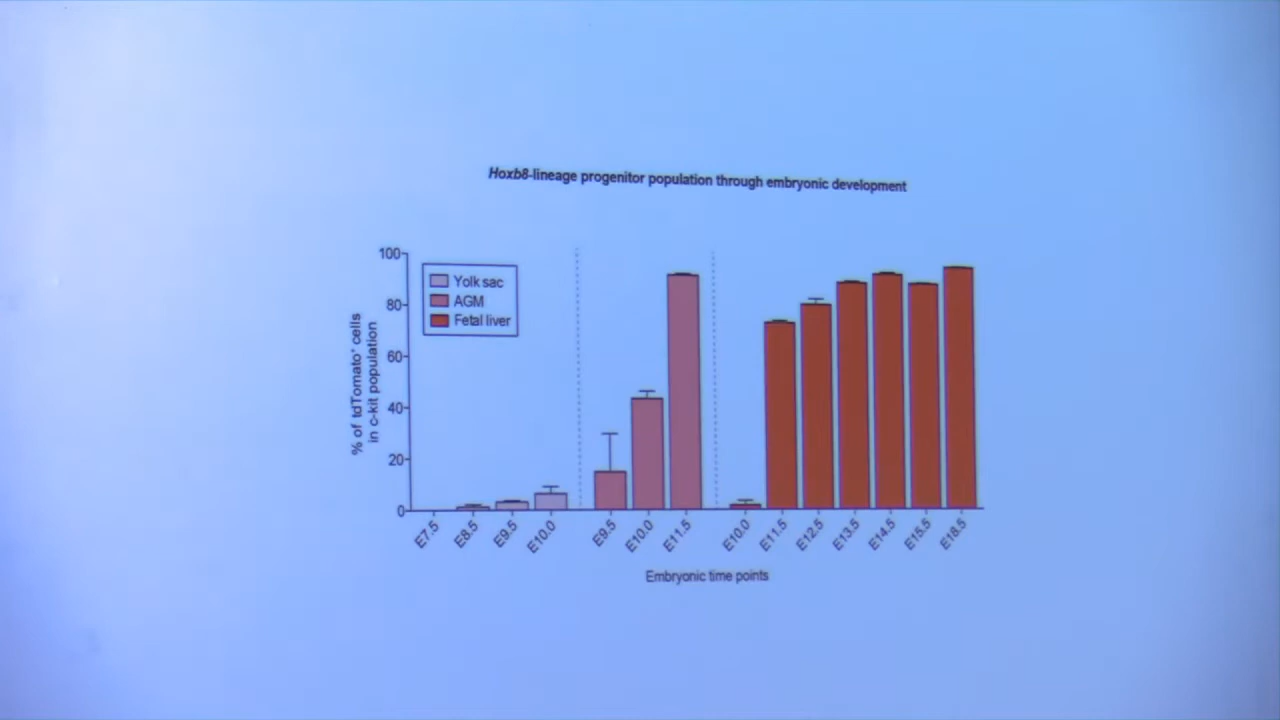 Hoxb8-lineage progenitor population through embryonic development
100
80
60
40
20
0
% of tdTomato⁺ cells
in c-kit population
Yolk sac
AGM
Fetal liver
E7.5
E8.5
E9.5
E10.0
E9.5
E10.0
E11.5
E10.0
E11.5
E12.5
E13.5
E14.5
E15.5
E18.5
Embryonic time points